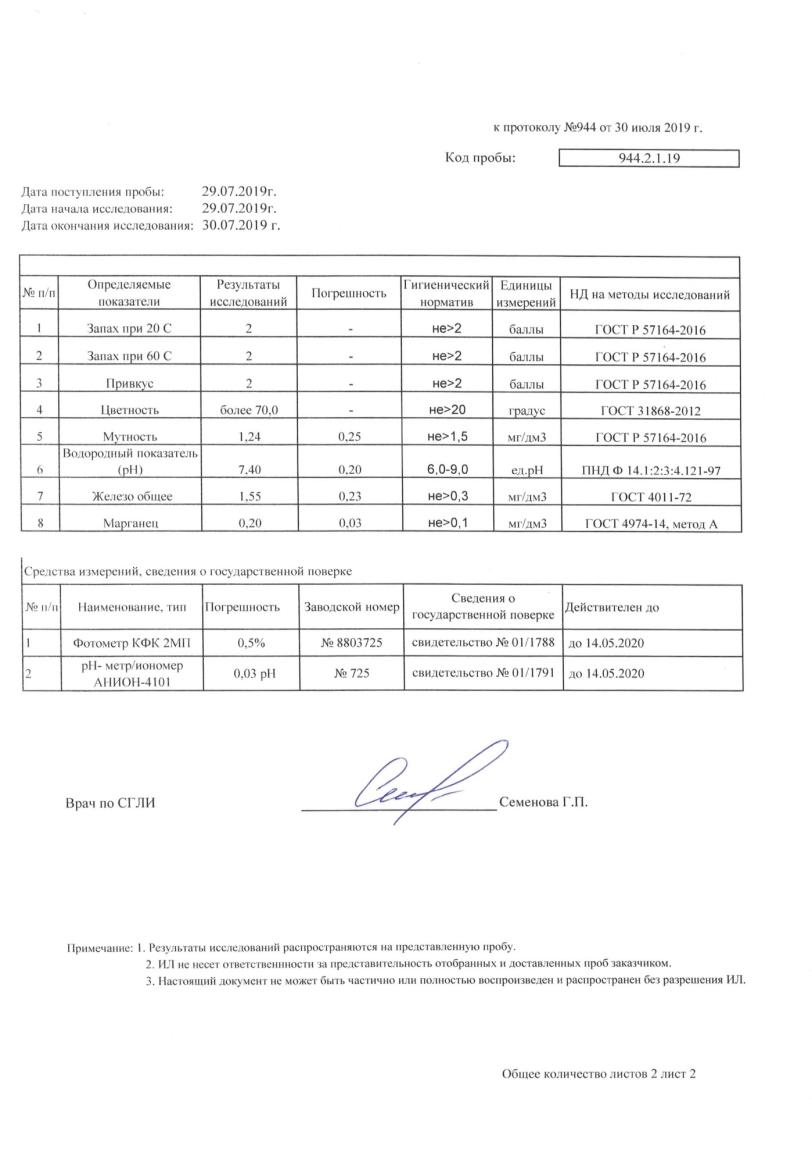 к протоколу №944 от 30 июля 2019 г.
Код пробы: 944.2.1.19
Дата поступления пробы: 29.07.2019г.
Дата начала исследования: 29.07.2019г.
Дата окончания исследования: 30.07.2019 г.
№ п/п Определяемые показатели Результаты исследований Погрешность Гигиенический норматив Единицы измерений НД на методы исследований
1 Запах при 20 С 2 - не>2 баллы ГОСТ Р 57164-2016
2 Запах при 60 С 2 - не>2 баллы ГОСТ Р 57164-2016
3 Привкус 2 - не>2 баллы ГОСТ Р 57164-2016
4 Цветность более 70,0 - не>20 градус ГОСТ 31868-2012
5 Мутность 1,24 0,25 не>1,5 мг/дм3 ГОСТ Р 57164-2016
6 Водородный показатель (рН) 7,40 0,20 6,0-9,0 ед.рН ПНД Ф 14.1:2:3:4.121-97
7 Железо общее 1,55 0,23 не>0,3 мг/дм3 ГОСТ 4011-72
8 Марганец 0,20 0,03 не>0,1 мг/дм3 ГОСТ 4974-14, метод А
Средства измерений, сведения о государственной поверке
№ п/п Наименование, тип Погрешность Заводской номер Сведения о государственной поверке Действителен до
1 Фотометр КФК 2МП 0,5% № 8803725 свидетельство № 01/1788 до 14.05.2020
2 рН- метр/иономер АНИОН-4101 0,03 рН № 725 свидетельство № 01/1791 до 14.05.2020
Врач по СГЛИ Семенова Г.П.
Примечание: 1. Результаты исследований распространяются на представленную пробу.
2. ИЛ не несет ответственнности за представительность отобранных и доставленных проб заказчиком.
3. Настоящий документ не может быть частично или полностью воспроизведен и распространен без разрешения ИЛ.
Общее количество листов 2 лист 2